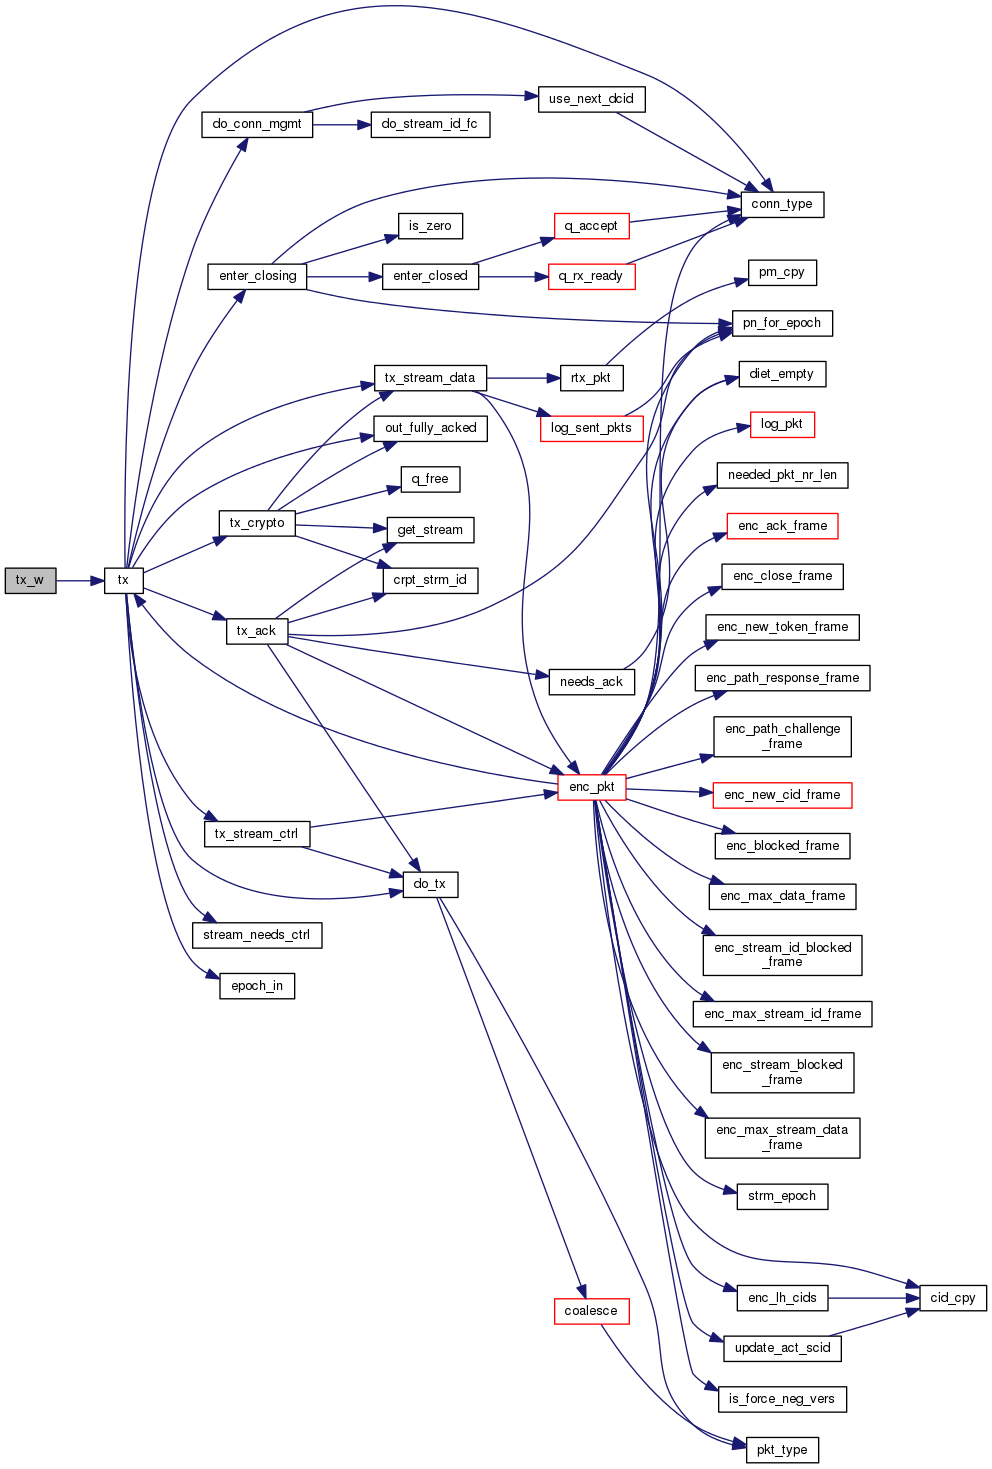 use_next_dcid
do_conn_mgmt
do_stream_id_fc
conn_type
is_zero
q_accept
enter_closing
enter_closed
q_rx_ready
pm_cpy
pn_for_epoch
tx_stream_data
rtx_pkt
diet_empty
out_fully_acked
log_sent_pkts
log_pkt
q_free
needed_pkt_nr_len
tx_crypto
get_stream
enc_ack_frame
tx_w
tx
crpt_strm_id
enc_close_frame
tx_ack
enc_new_token_frame
needs_ack
enc_path_response_frame
enc_path_challenge
_frame
enc_pkt
enc_new_cid_frame
tx_stream_ctrl
enc_blocked_frame
do_tx
enc_max_data_frame
stream_needs_ctrl
enc_stream_id_blocked
_frame
epoch_in
enc_max_stream_id_frame
enc_stream_blocked
_frame
enc_max_stream_data
_frame
strm_epoch
coalesce
enc_lh_cids
cid_cpy
update_act_scid
is_force_neg_vers
pkt_type